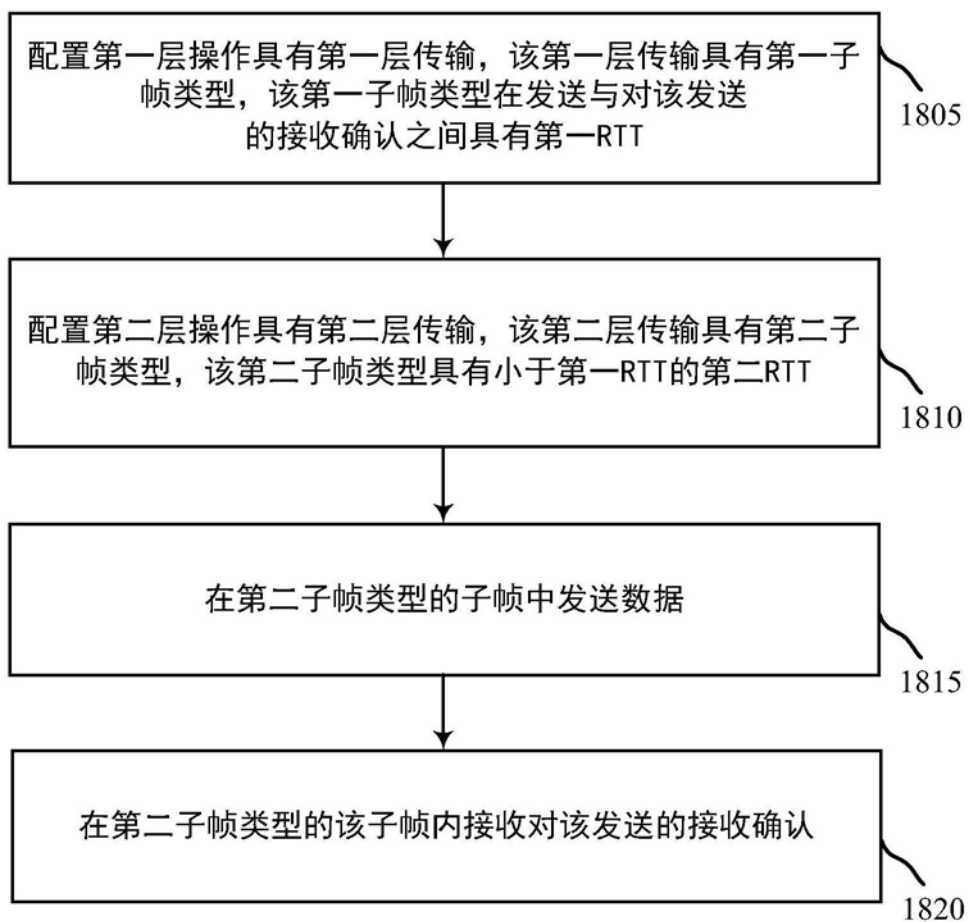 配置第一层操作具有第一层传输，该第一层传输具有第一子
帧类型，该第一子帧类型在发送与对该发送
的接收确认之间具有第一RTT
1805
配置第二层操作具有第二层传输，该第二层传输具有第二子
帧类型，该第二子帧类型具有小于第一RTT的第二RTT
1810
在第二子帧类型的子帧中发送数据
1815
在第二子帧类型的该子帧内接收对该发送的接收确认
1820